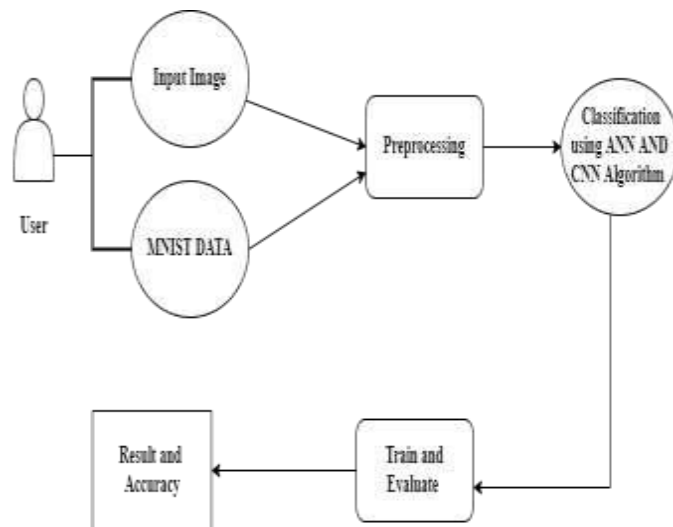 Input Image
User
MNIST DATA
Preprocessing
Classification
using ANN AND
CNN Algorithm
Train and
Evaluate
Result and
Accuracy